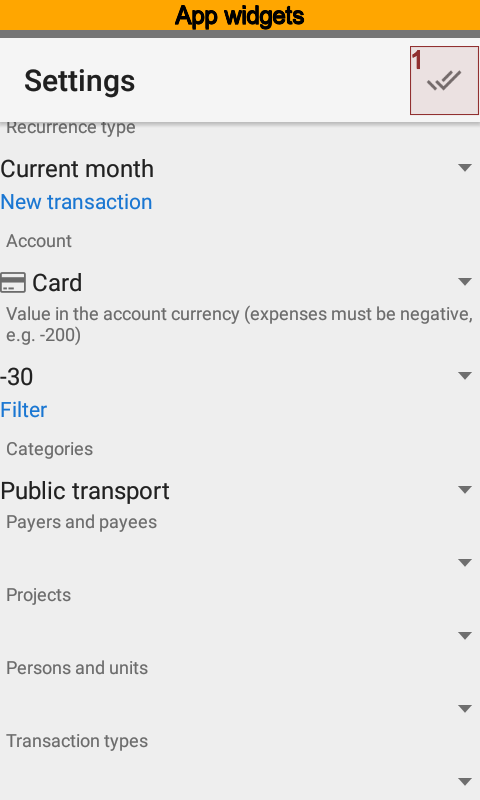 App widgets
Settings
1
Recurrence type
Current month
New transaction
Account
Card
Value in the account currency (expenses must be negative,
e.g. -200)
-30
Filter
Categories
Public transport
Payers and payees
Projects
Persons and units
Transaction types